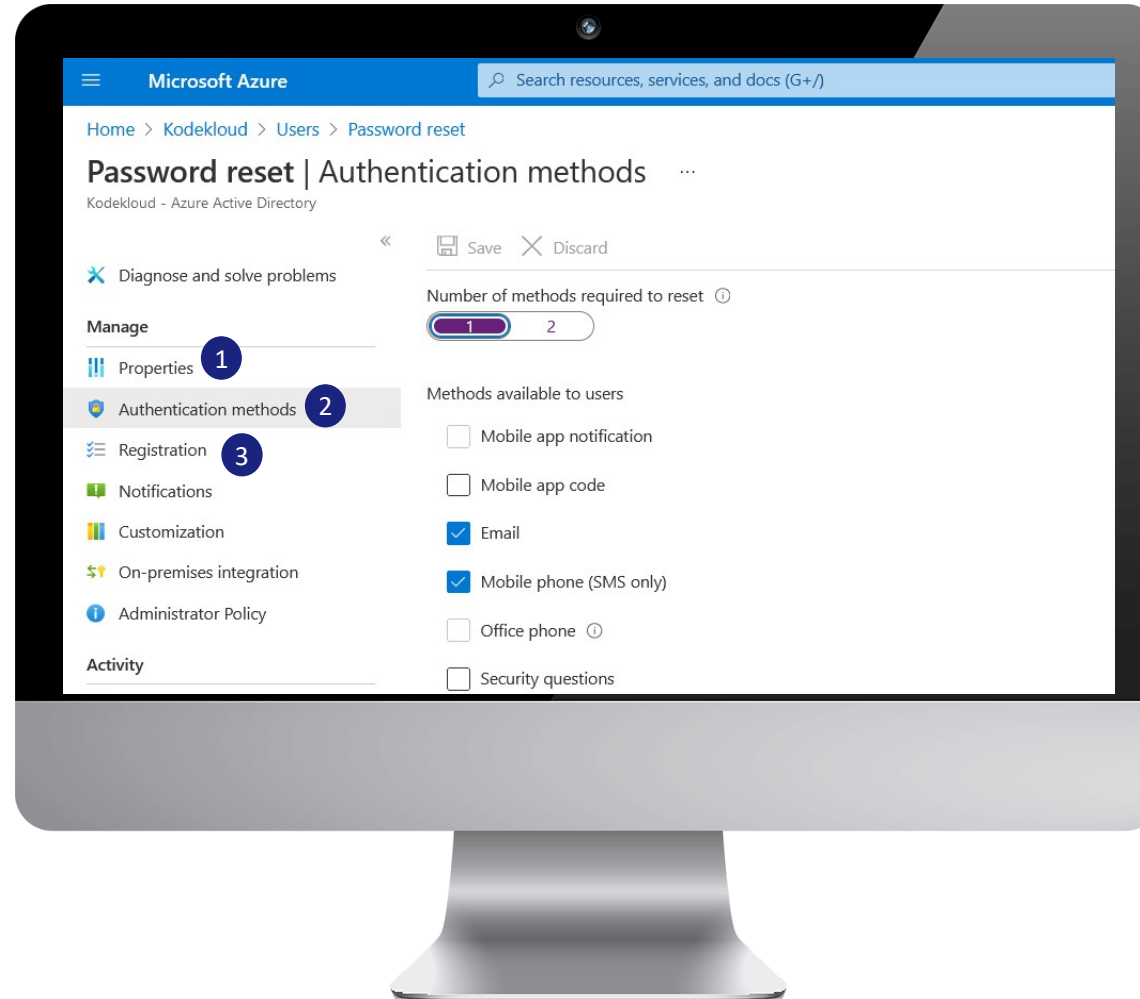 Microsoft Azure
Search resources, services, and docs (G+/)
Home > Kodekloud > Users > Password reset
Password reset | Authentication methods ...
Kodekloud - Azure Active Directory
«
Save Discard
Diagnose and solve problems
Number of methods required to reset
1 2
Manage
Properties 1
Authentication methods 2
Registration 3
Notifications
Customization
On-premises integration
Administrator Policy
Activity
Methods available to users
Mobile app notification
Mobile app code
Email
Mobile phone (SMS only)
Office phone
Security questions